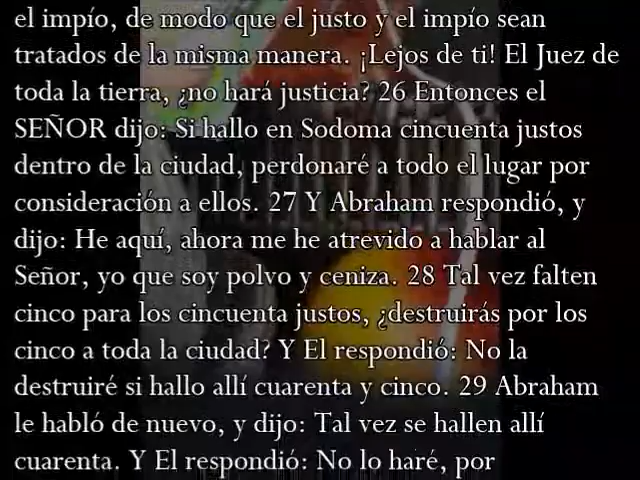 el impío, de modo que el justo y el impío sean
tratados de la misma manera. ¡Lejos de ti! El Juez de
toda la tierra, ¿no hará justicia? 26 Entonces el
SEÑOR dijo: Si hallo en Sodoma cincuenta justos
dentro de la ciudad, perdonaré a todo el lugar por
consideración a ellos. 27 Y Abraham respondió, y
dijo: He aquí, ahora me he atrevido a hablar al
Señor, yo que soy polvo y ceniza. 28 Tal vez falten
cinco para los cincuenta justos, ¿destruirás por los
cinco a toda la ciudad? Y El respondió: No la
destruiré si hallo allí cuarenta y cinco. 29 Abraham
le habló de nuevo, y dijo: Tal vez se hallen allí
cuarenta. Y El respondió: No lo haré, por